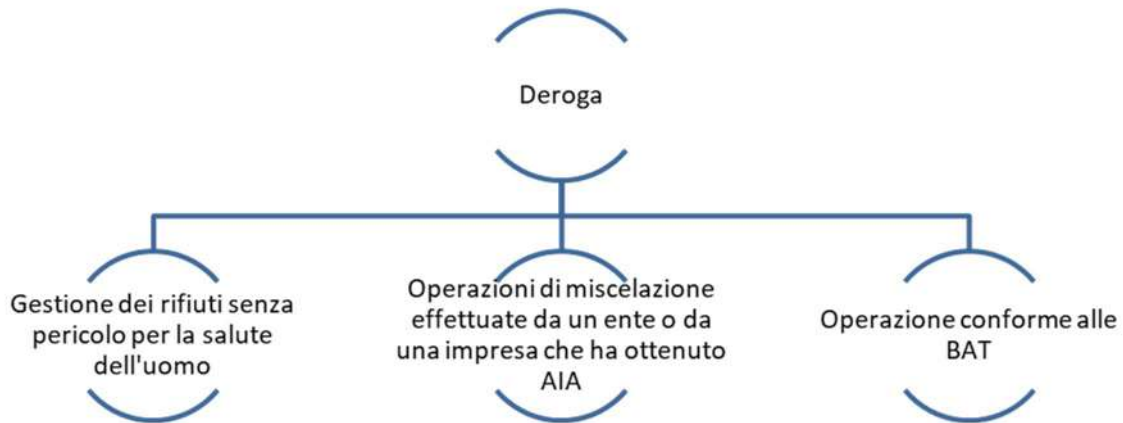 Deroga
Gestione dei rifiuti senza
pericolo per la salute
dell'uomo
Operazioni di miscelazione
effettuate da un ente o da
una impresa che ha ottenuto
AIA
Operazione conforme alle
BAT